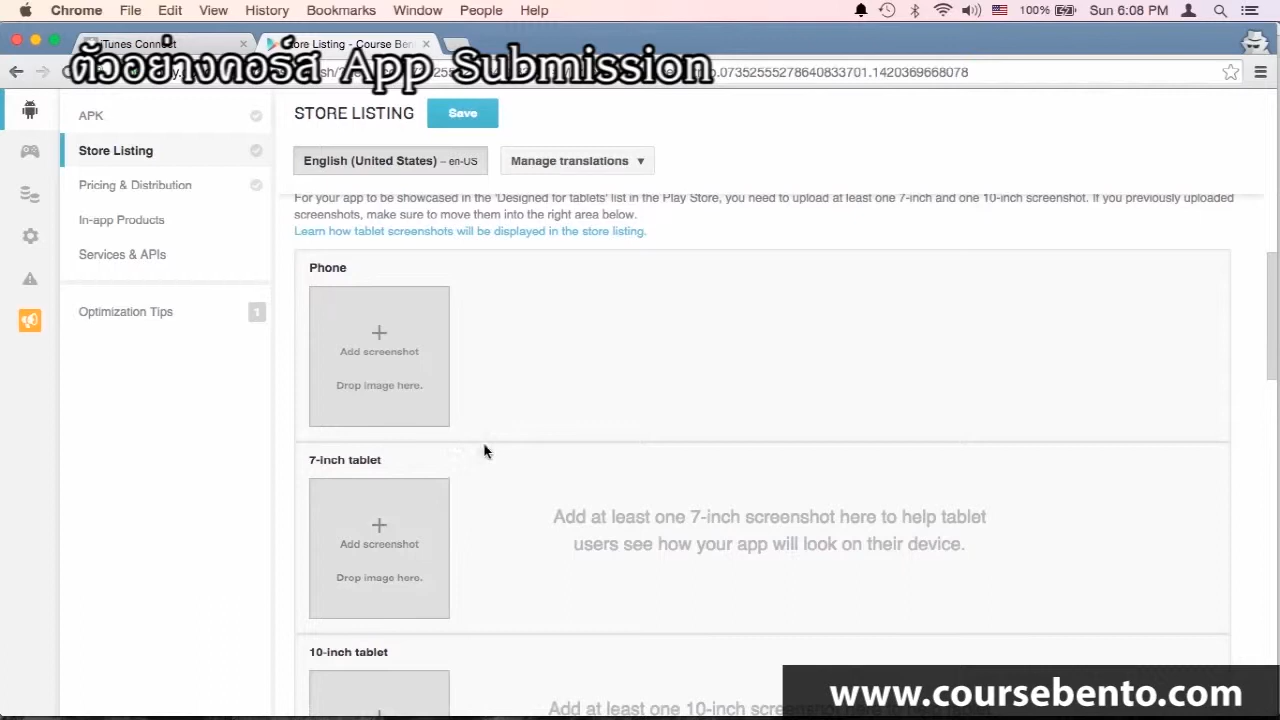 Chrome File Edit View History Bookmarks Window People Help 100% Sun 6:08 PM
iTunes Connect Store Listing - Course Ben
ตัวอย่างคอร์ส App Submission
.07352555278640833701.1420369668078
APK
Store Listing
Pricing & Distribution
In-app Products
Services & APIs
Optimization Tips 1
STORE LISTING Save
English (United States) – en-US Manage translations
For your app to be showcased in the 'Designed for tablets' list in the Play Store, you need to upload at least one 7-inch and one 10-inch screenshot. If you previously uploaded
screenshots, make sure to move them into the right area below.
Learn how tablet screenshots will be displayed in the store listing.
Phone
Add screenshot
Drop image here.
7-inch tablet
Add screenshot
Drop image here.
Add at least one 7-inch screenshot here to help tablet
users see how your app will look on their device.
10-inch tablet
Add at least one 10-inch
www.coursebento.com